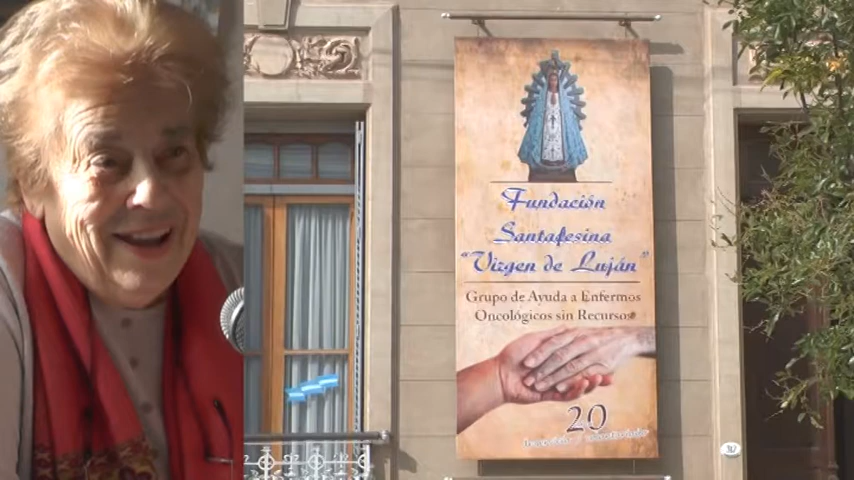 Fundación
Santafesina
"Virgen de Luján"
Grupo de Ayuda a Enfermos
Oncológicos sin Recursos
20